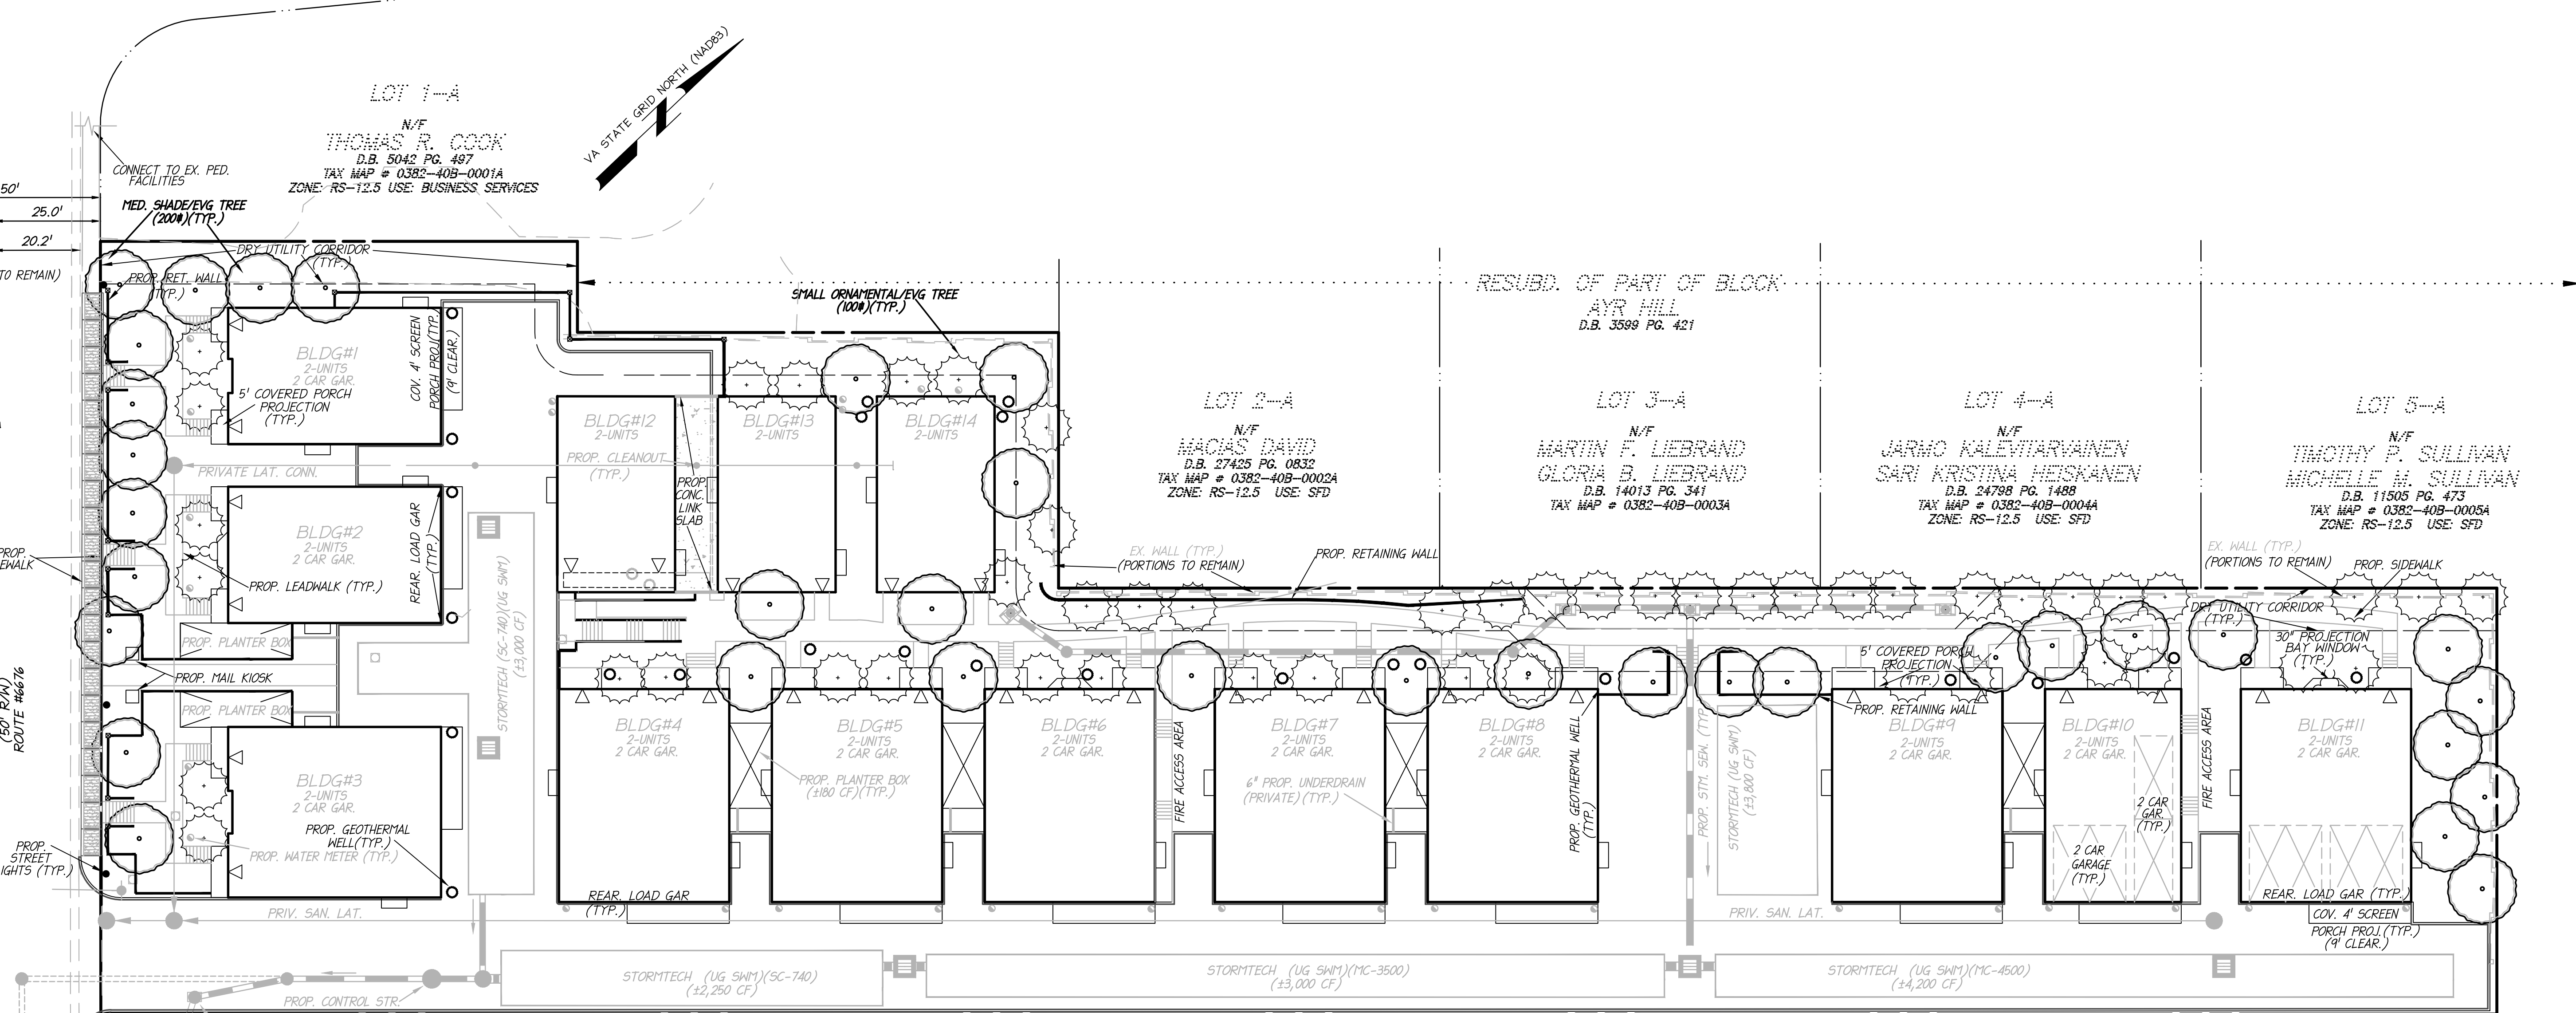 LOT 1-A
N/F
THOMAS R. COOK
D.B. 5042 PG. 497
TAX MAP # 0382-40B-0001A
ZONE: RS-12.5 USE: BUSINESS SERVICES
VA STATE GRID NORTH (NAD83)
CONNECT TO EX. PED.
FACILITIES
50'
25.0'
20.2'
TO REMAIN)
MED. SHADE/EVG TREE
(200#)(TYP.)
DRY UTILITY CORRIDOR
(TYP.)
PROP. RET. WALL
(TYP.)
SMALL ORNAMENTAL/EVG TREE
(100#)(TYP.)
RESUBD. OF PART OF BLOCK
AYR HILL
D.B. 3599 PG. 421
BLDG#1
2-UNITS
2 CAR GAR.
5' COVERED PORCH
PROJECTION
(TYP.)
COV. 4' SCREEN
PORCH PROJ(TYP.)
(9' CLEAR.)
BLDG#12
2-UNITS
BLDG#13
2-UNITS
BLDG#14
2-UNITS
PRIVATE LAT. CONN.
PROP. CLEANOUT
(TYP.)
PROP.
CONC.
LINK
SLAB
LOT 2-A
N/F
MACIAS DAVID
D.B. 27425 PG. 0832
TAX MAP # 0382-40B-0002A
ZONE: RS-12.5 USE: SFD
LOT 3-A
N/F
MARTIN F. LIEBRAND
GLORIA B. LIEBRAND
D.B. 14013 PG. 341
TAX MAP # 0382-40B-0003A
LOT 4-A
N/F
JARMO KALEVITARVAINEN
SARI KRISTINA HEISKANEN
D.B. 24798 PG. 1488
TAX MAP # 0382-40B-0004A
ZONE: RS-12.5 USE: SFD
LOT 5-A
N/F
TIMOTHY P. SULLIVAN
MICHELLE M. SULLIVAN
D.B. 11505 PG. 473
TAX MAP # 0382-40B-0005A
ZONE: RS-12.5 USE: SFD
BLDG#2
2-UNITS
2 CAR GAR.
REAR. LOAD GAR
(TYP.)
STORMTECH (SC-740)(UG SWM)
(±3,000 CF)
PROP.
EWALK
PROP. LEADWALK (TYP.)
EX. WALL (TYP.)
(PORTIONS TO REMAIN)
PROP. RETAINING WALL
EX. WALL (TYP.)
(PORTIONS TO REMAIN)
PROP. SIDEWALK
DRY UTILITY CORRIDOR
(TYP.)
30" PROJECTION
BAY WINDOW
(TYP.)
5' COVERED PORCH
PROJECTION
(TYP.)
PROP. RETAINING WALL
PROP. PLANTER BOX
PROP. MAIL KIOSK
PROP. PLANTER BOX
(50' R/W)
ROUTE #6676
BLDG#3
2-UNITS
2 CAR GAR.
PROP. GEOTHERMAL
WELL(TYP.)
PROP. WATER METER (TYP.)
PROP.
STREET
IGHTS (TYP.)
BLDG#4
2-UNITS
2 CAR GAR.
BLDG#5
2-UNITS
2 CAR GAR.
PROP. PLANTER BOX
(±180 CF)(TYP.)
BLDG#6
2-UNITS
2 CAR GAR.
FIRE ACCESS AREA
BLDG#7
2-UNITS
2 CAR GAR.
6" PROP. UNDERDRAIN
(PRIVATE)(TYP.)
BLDG#8
2-UNITS
2 CAR GAR.
PROP. GEOTHERMAL WELL
(TYP.)
PROP. STM. SEW. (TYP.
STORMTECH (UG SWM)
(±3,800 CF)
BLDG#9
2-UNITS
2 CAR GAR.
BLDG#10
2-UNITS
2 CAR GAR.
2 CAR
GAR.
(TYP.)
2 CAR
GARAGE
(TYP.)
FIRE ACCESS AREA
BLDG#11
2-UNITS
2 CAR GAR.
REAR. LOAD GAR
(TYP.)
REAR. LOAD GAR (TYP.)
PRIV. SAN. LAT.
PRIV. SAN. LAT.
COV. 4' SCREEN
PORCH PROJ.(TYP.)
(9' CLEAR.)
PROP. CONTROL STR.
STORMTECH (UG SWM)(SC-740)
(±2,250 CF)
STORMTECH (UG SWM)(MC-3500)
(±3,000 CF)
STORMTECH (UG SWM)(MC-4500)
(±4,200 CF)